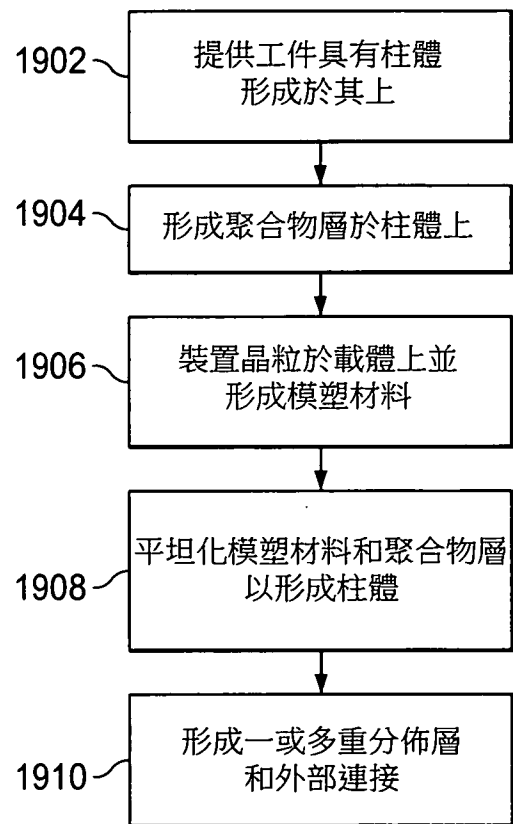 1902
提供工件具有柱體
形成於其上
1904
形成聚合物層於柱體上
1906
裝置晶粒於載體上並
形成模塑材料
1908
平坦化模塑材料和聚合物層
以形成柱體
1910
形成一或多重分佈層
和外部連接